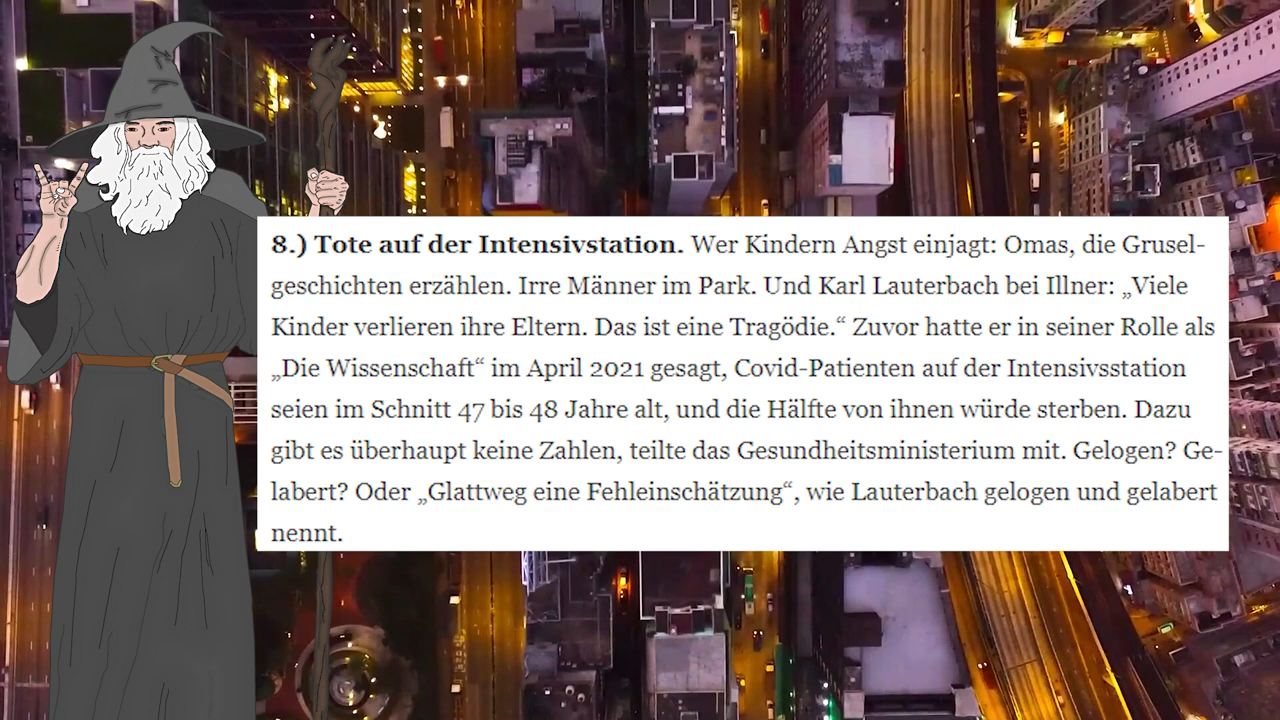 8.) Tote auf der Intensivstation. Wer Kindern Angst einjagt: Omas, die Grusel-
geschichten erzählen. Irre Männer im Park. Und Karl Lauterbach bei Illner: „Viele
Kinder verlieren ihre Eltern. Das ist eine Tragödie.“ Zuvor hatte er in seiner Rolle als
„Die Wissenschaft“ im April 2021 gesagt, Covid-Patienten auf der Intensivsstation
seien im Schnitt 47 bis 48 Jahre alt, und die Hälfte von ihnen würde sterben. Dazu
gibt es überhaupt keine Zahlen, teilte das Gesundheitsministerium mit. Gelogen? Ge-
labert? Oder „Glattweg eine Fehleinschätzung“, wie Lauterbach gelogen und gelabert
nennt.